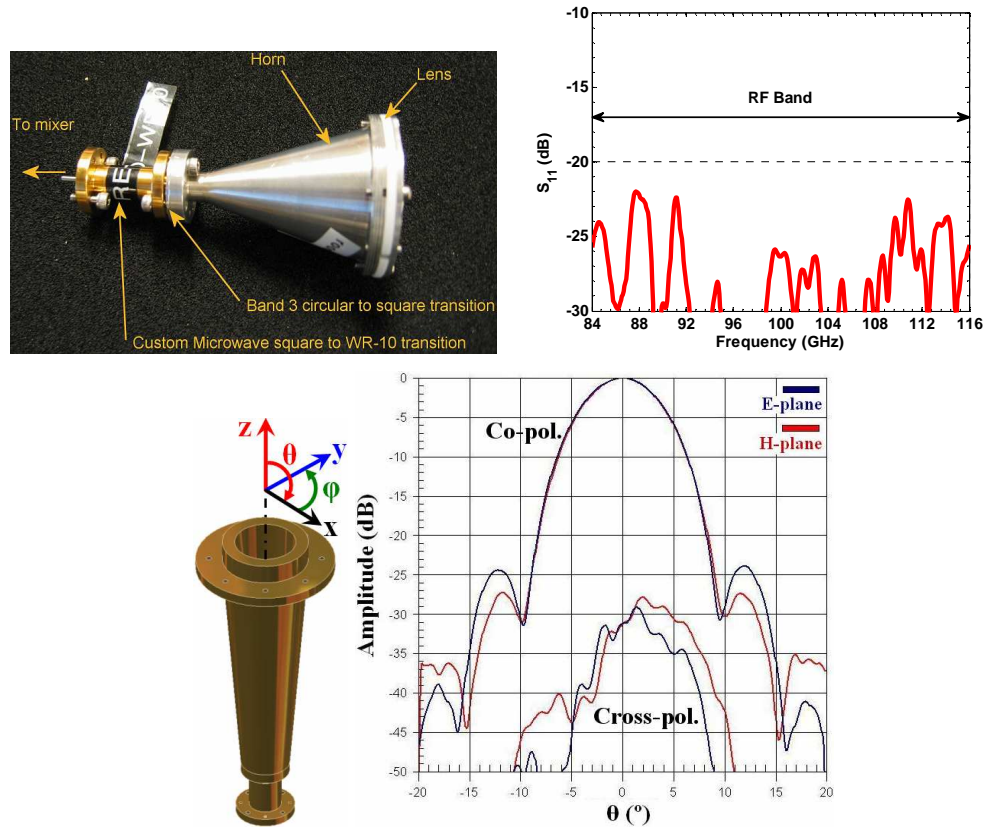 Horn
Lens
To mixer
RED-WR-10
Band 3 circular to square transition
Custom Microwave square to WR-10 transition
-10
-15
-20
-25
-30
S11 (dB)
RF Band
84 88 92 96 100 104 108 112 116
Frequency (GHz)
z
θ
y
φ
x
0
-5
-10
-15
-20
-25
-30
-35
-40
-45
-50
Amplitude (dB)
E-plane
H-plane
Co-pol.
Cross-pol.
-20 -15 -10 -5 0 5 10 15 20
θ (º)